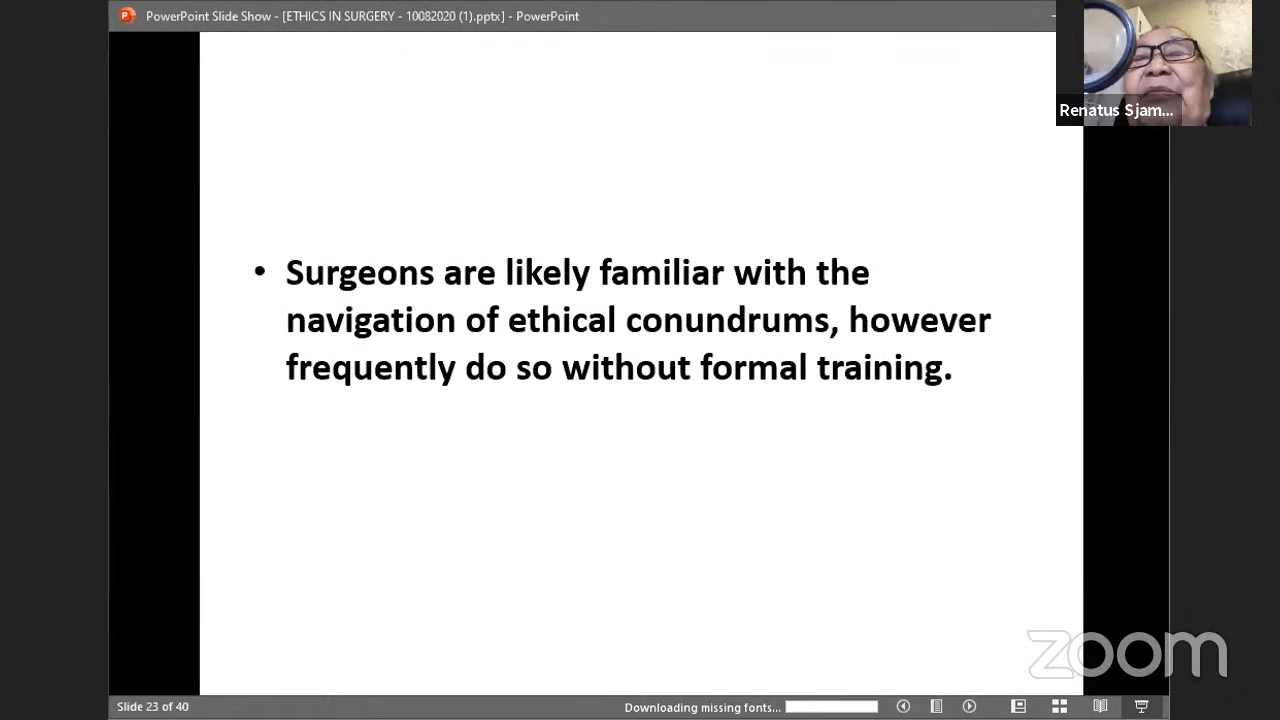 PowerPoint Slide Show - [ETHICS IN SURGERY - 10082020 (1).pptx] - PowerPoint
Renatus Sjam...
• Surgeons are likely familiar with the
navigation of ethical conundrums, however
frequently do so without formal training.
zoom
Slide 23 of 40
Downloading missing fonts...